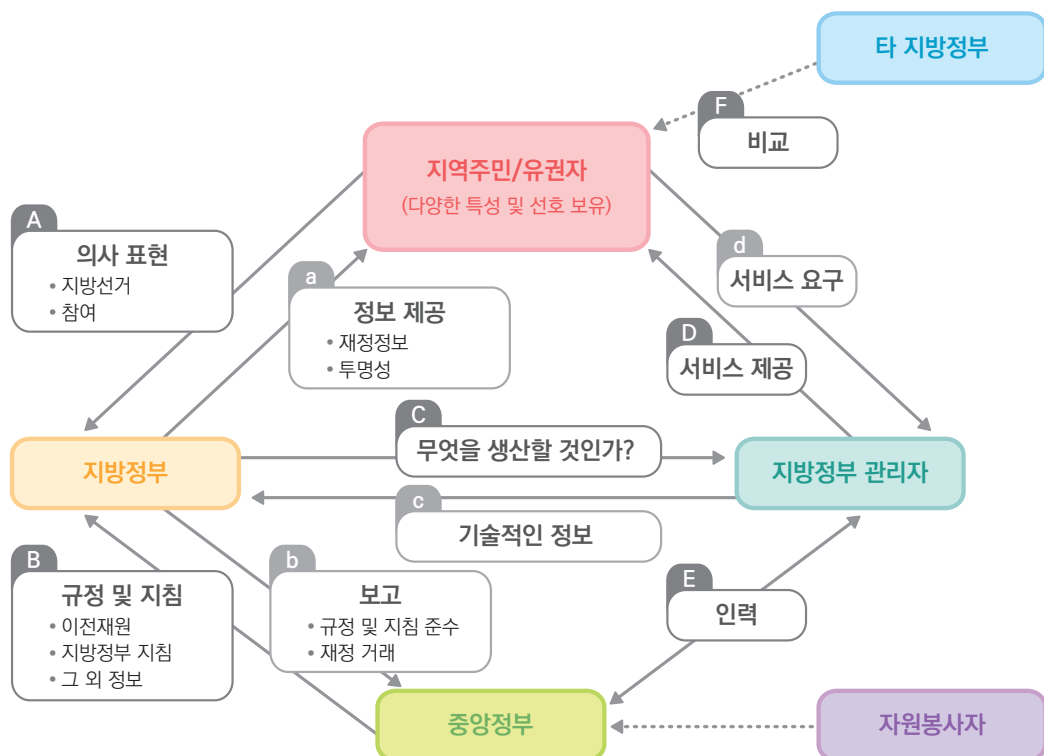 타 지방정부
F
비교
지역주민/유권자
(다양한 특성 및 선호 보유)
A
의사 표현
• 지방선거
• 참여
a
정보 제공
• 재정정보
• 투명성
d
서비스 요구
D
서비스 제공
C
무엇을 생산할 것인가?
지방정부
지방정부 관리자
c
기술적인 정보
B
규정 및 지침
• 이전재원
• 지방정부 지침
• 그 외 정보
b
보고
• 규정 및 지침 준수
• 재정 거래
E
인력
중앙정부
자원봉사자